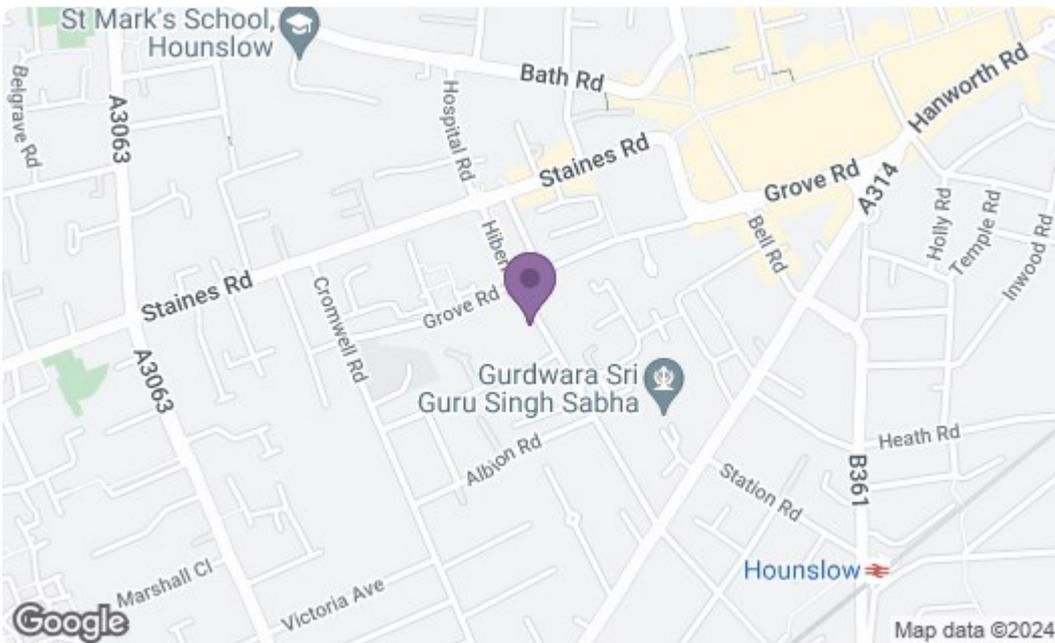 St Mark's School,
Hounslow
Belgrave Rd
A3063
Hospital Rd
Bath Rd
Hanworth Rd
Staines Rd
Grove Rd
A314
Holly Rd
Temple Rd
Inwood Rd
Bell Rd
Hibern
Staines Rd
Cromwell Rd
Grove Rd
A3063
Gurdwara Sri
Guru Singh Sabha
Albion Rd
Heath Rd
B361
Station Rd
Marshall Cl
Victoria Ave
Hounslow
Google
Map data ©2024